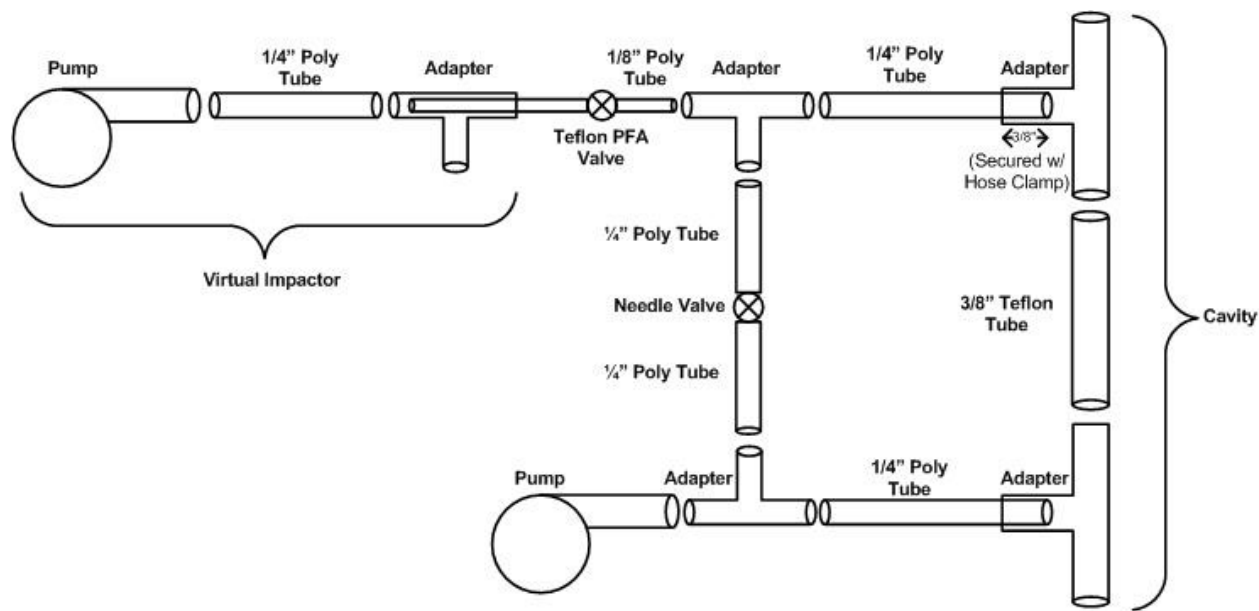 Pump
1/4” Poly
Tube
Adapter
1/8” Poly
Tube
Adapter
1/4” Poly
Tube
Adapter
Teflon PFA
Valve
3/8”
(Secured w/
Hose Clamp)
Virtual Impactor
¼” Poly Tube
Needle Valve
¼” Poly Tube
3/8” Teflon
Tube
Cavity
Pump
Adapter
1/4” Poly
Tube
Adapter